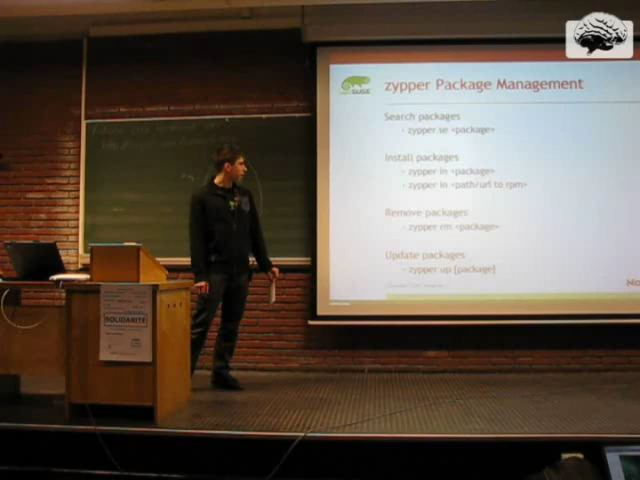 SUSE
zypper Package Management
Search packages
- zypper se <package>
Install packages
- zypper in <package>
- zypper in <path/url to rpm>
Remove packages
- zypper rm <package>
Update packages
- zypper up [package]
No
SOLIDARITE